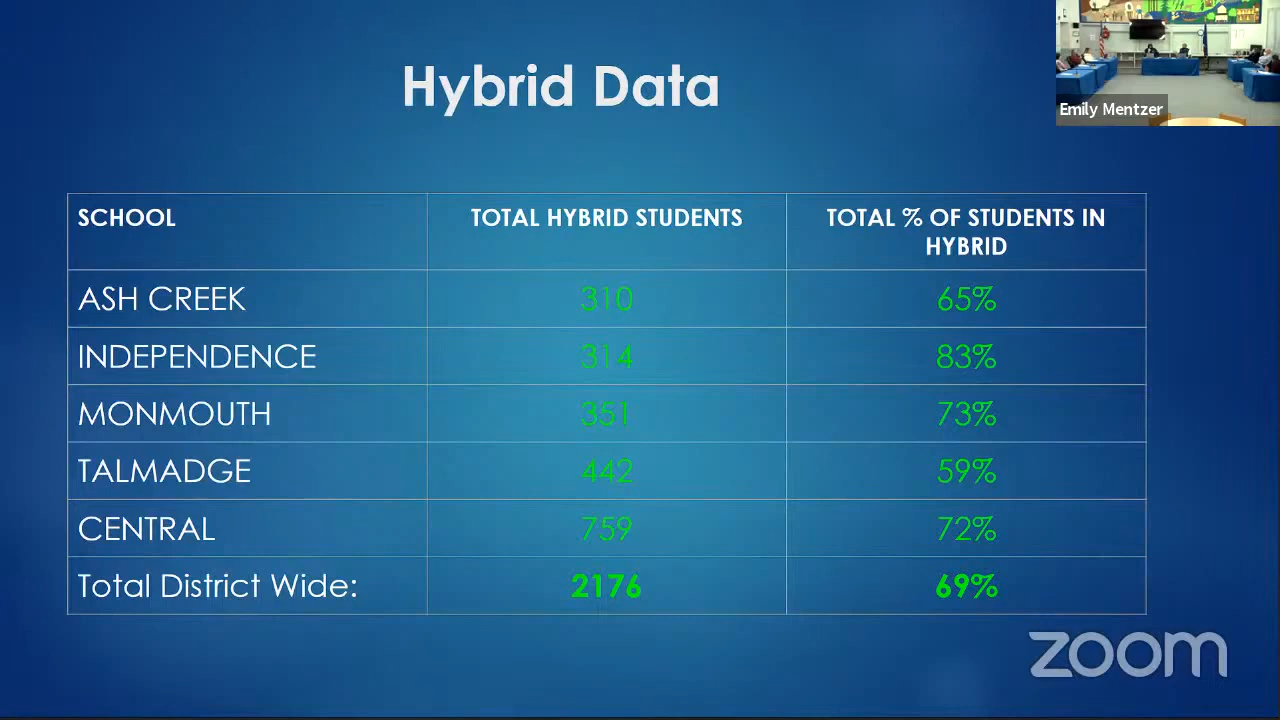 Hybrid Data
Emily Mentzer
SCHOOL
TOTAL HYBRID STUDENTS
TOTAL % OF STUDENTS IN
HYBRID
ASH CREEK
310
65%
INDEPENDENCE
314
83%
MONMOUTH
351
73%
TALMADGE
442
59%
CENTRAL
759
72%
Total District Wide:
2176
69%
zoom